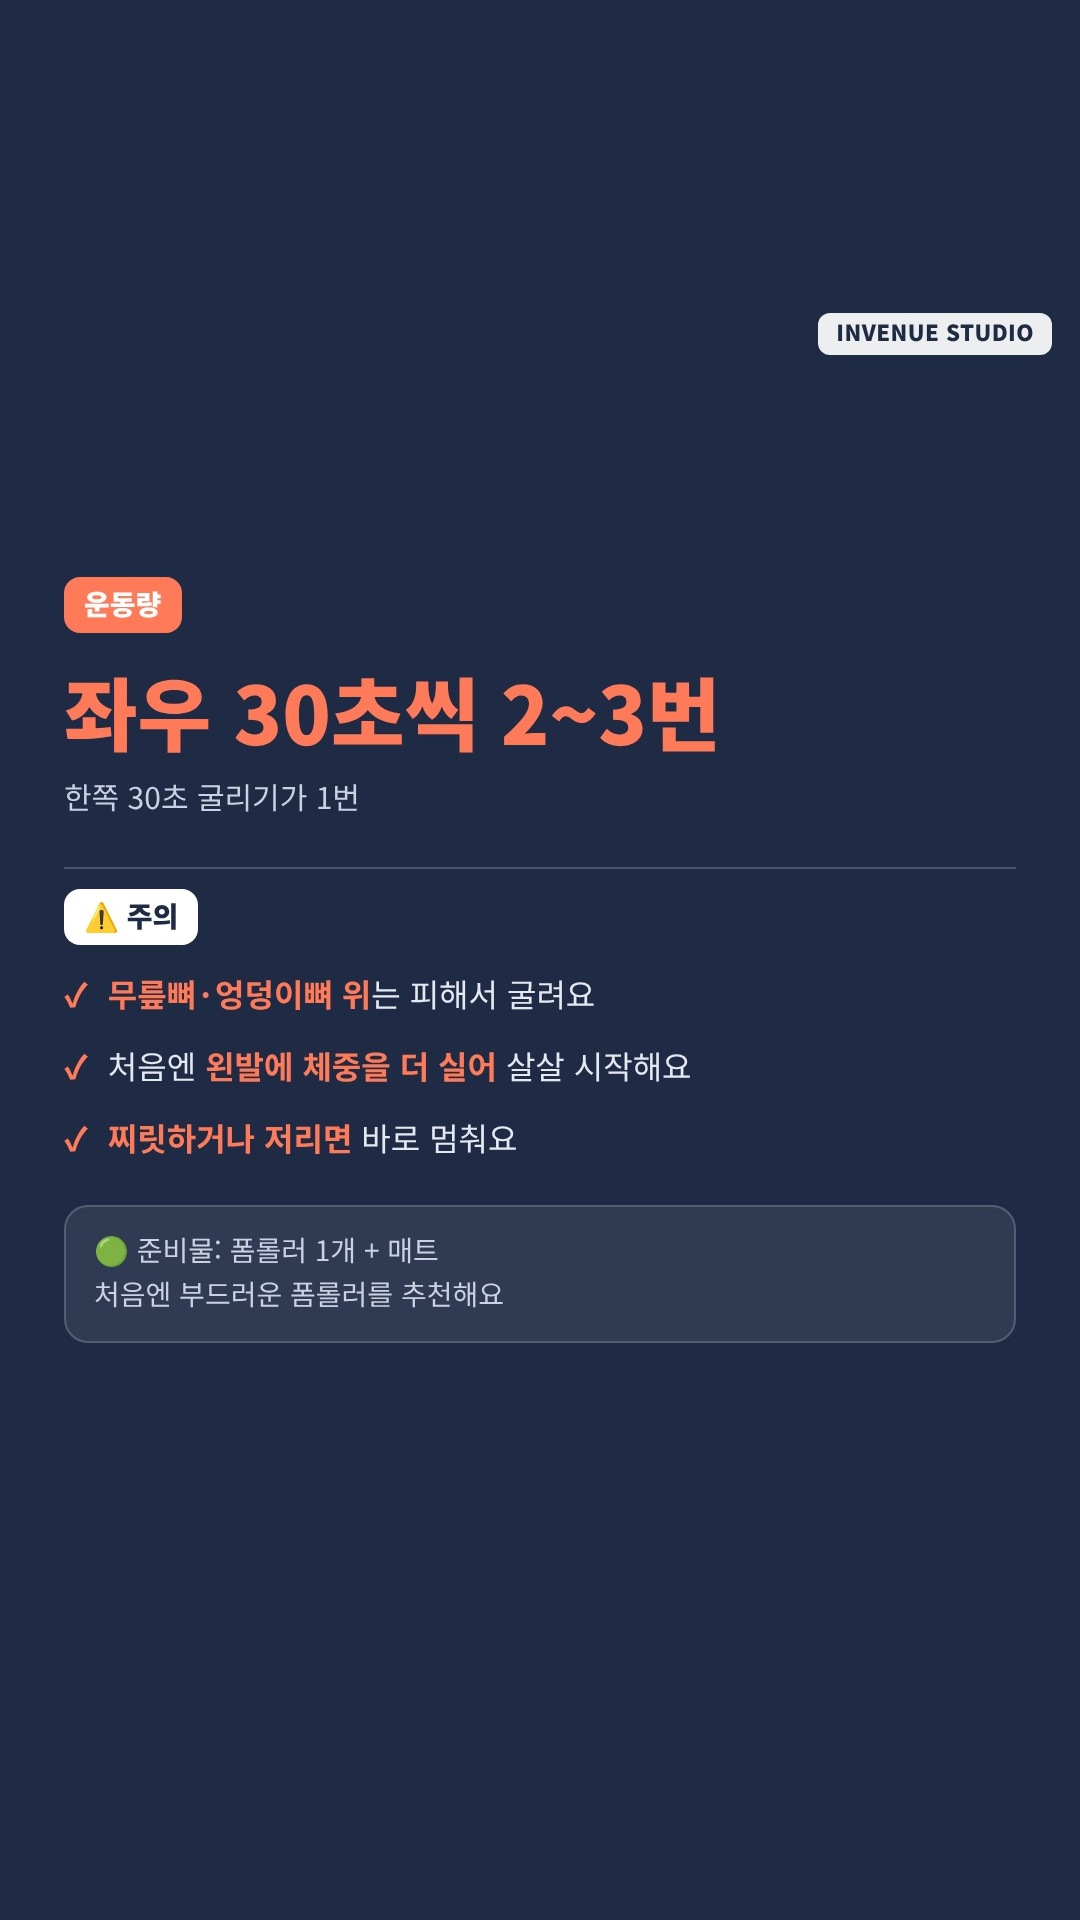 INVENUE STUDIO
운동량
좌우 30초씩 2~3번
한쪽 30초 굴리기가 1번
⚠️ 주의
✓ 무릎뼈·엉덩이뼈 위는 피해서 굴려요
✓ 처음엔 왼발에 체중을 더 실어 살살 시작해요
✓ 찌릿하거나 저리면 바로 멈춰요
🟢 준비물: 폼롤러 1개 + 매트
처음엔 부드러운 폼롤러를 추천해요